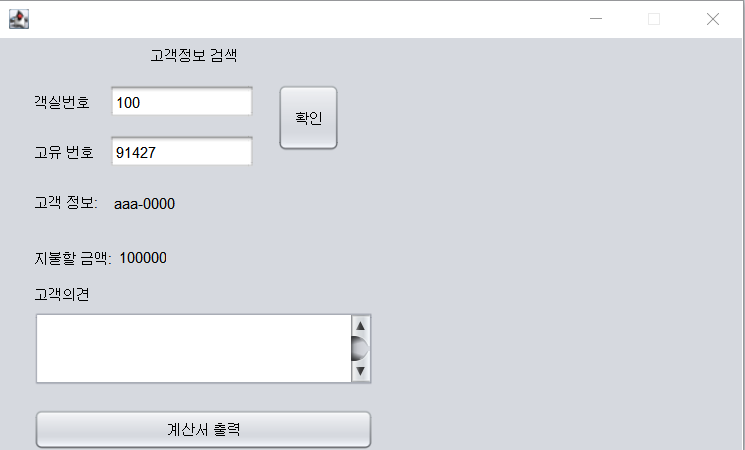 고객정보 검색
객실번호 100
확인
고유 번호 91427
고객 정보: aaa-0000
지불할 금액: 100000
고객의견
계산서 출력